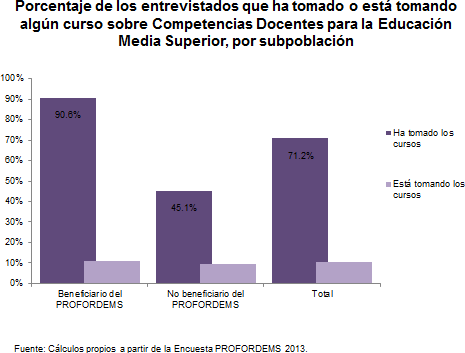 Porcentaje de los entrevistados que ha tomado o está tomando
algún curso sobre Competencias Docentes para la Educación
Media Superior, por subpoblación
100%
90%
80%
70%
60%
50%
40%
30%
20%
10%
0%
90.6%
45.1%
71.2%
Beneficiario del
PROFORDEMS
No beneficiario del
PROFORDEMS
Total
Ha tomado los
cursos
Está tomando los
cursos
Fuente: Cálculos propios a partir de la Encuesta PROFORDEMS 2013.